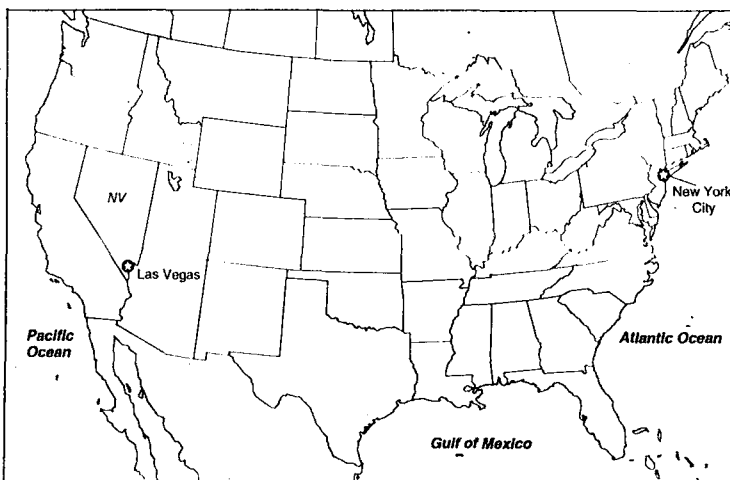 NV
New York
City
Las Vegas
Pacific
Ocean
Atlantic Ocean
Gulf of Mexico